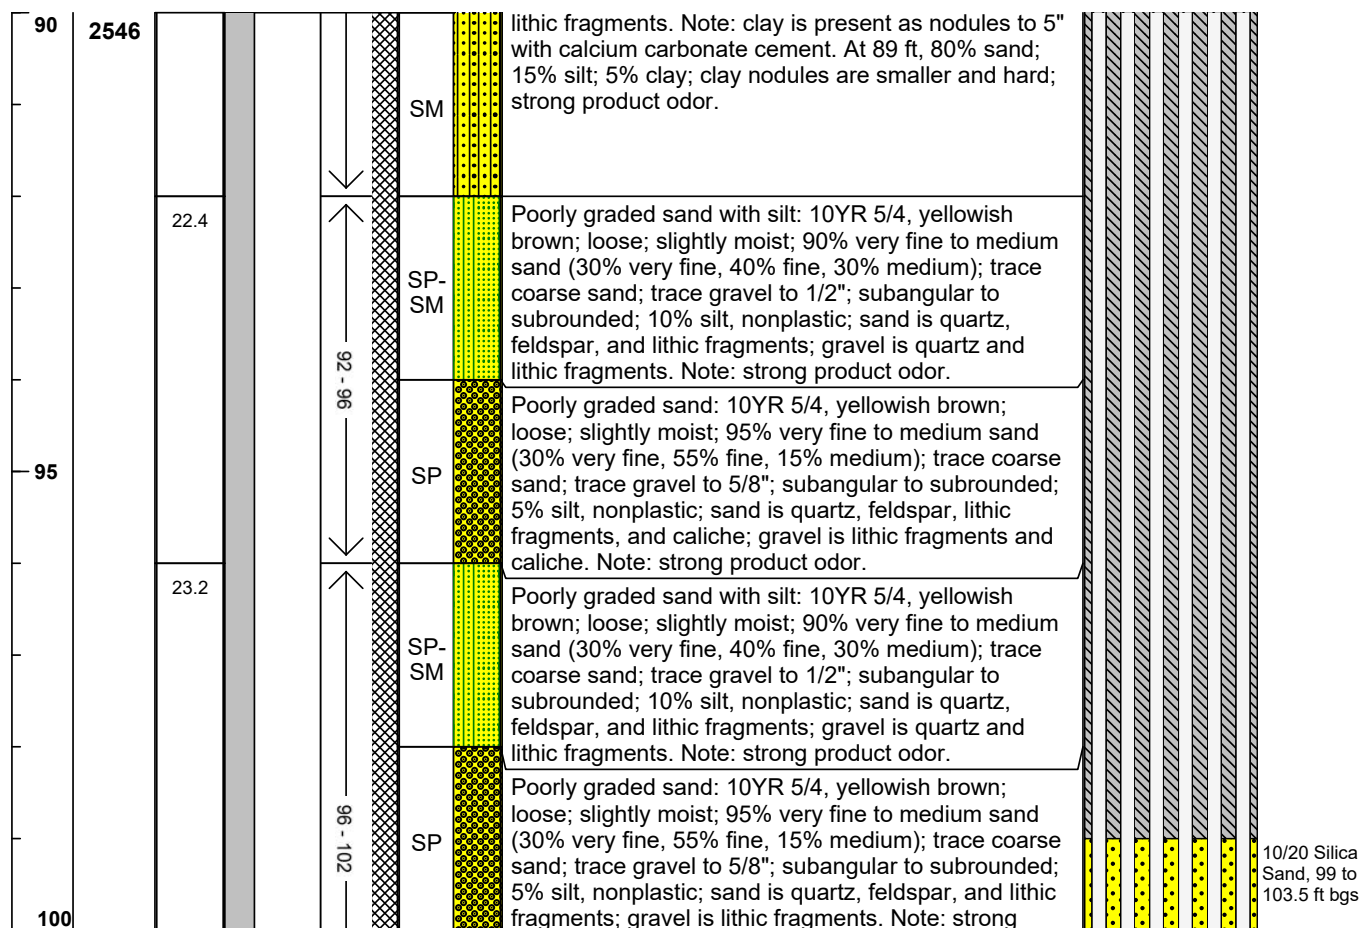 90
2546
lithic fragments. Note: clay is present as nodules to 5"
with calcium carbonate cement. At 89 ft, 80% sand;
15% silt; 5% clay; clay nodules are smaller and hard;
strong product odor.
SM
22.4
SP-
SM
Poorly graded sand with silt: 10YR 5/4, yellowish
brown; loose; slightly moist; 90% very fine to medium
sand (30% very fine, 40% fine, 30% medium); trace
coarse sand; trace gravel to 1/2"; subangular to
subrounded; 10% silt, nonplastic; sand is quartz,
feldspar, and lithic fragments; gravel is quartz and
lithic fragments. Note: strong product odor.
92 - 96
95
SP
Poorly graded sand: 10YR 5/4, yellowish brown;
loose; slightly moist; 95% very fine to medium sand
(30% very fine, 55% fine, 15% medium); trace coarse
sand; trace gravel to 5/8"; subangular to subrounded;
5% silt, nonplastic; sand is quartz, feldspar, lithic
fragments, and caliche; gravel is lithic fragments and
caliche. Note: strong product odor.
23.2
SP-
SM
Poorly graded sand with silt: 10YR 5/4, yellowish
brown; loose; slightly moist; 90% very fine to medium
sand (30% very fine, 40% fine, 30% medium); trace
coarse sand; trace gravel to 1/2"; subangular to
subrounded; 10% silt, nonplastic; sand is quartz,
feldspar, and lithic fragments; gravel is quartz and
lithic fragments. Note: strong product odor.
96 - 102
SP
Poorly graded sand: 10YR 5/4, yellowish brown;
loose; slightly moist; 95% very fine to medium sand
(30% very fine, 55% fine, 15% medium); trace coarse
sand; trace gravel to 5/8"; subangular to subrounded;
5% silt, nonplastic; sand is quartz, feldspar, and lithic
fragments; gravel is lithic fragments. Note: strong
10/20 Silica
Sand, 99 to
103.5 ft bgs
100